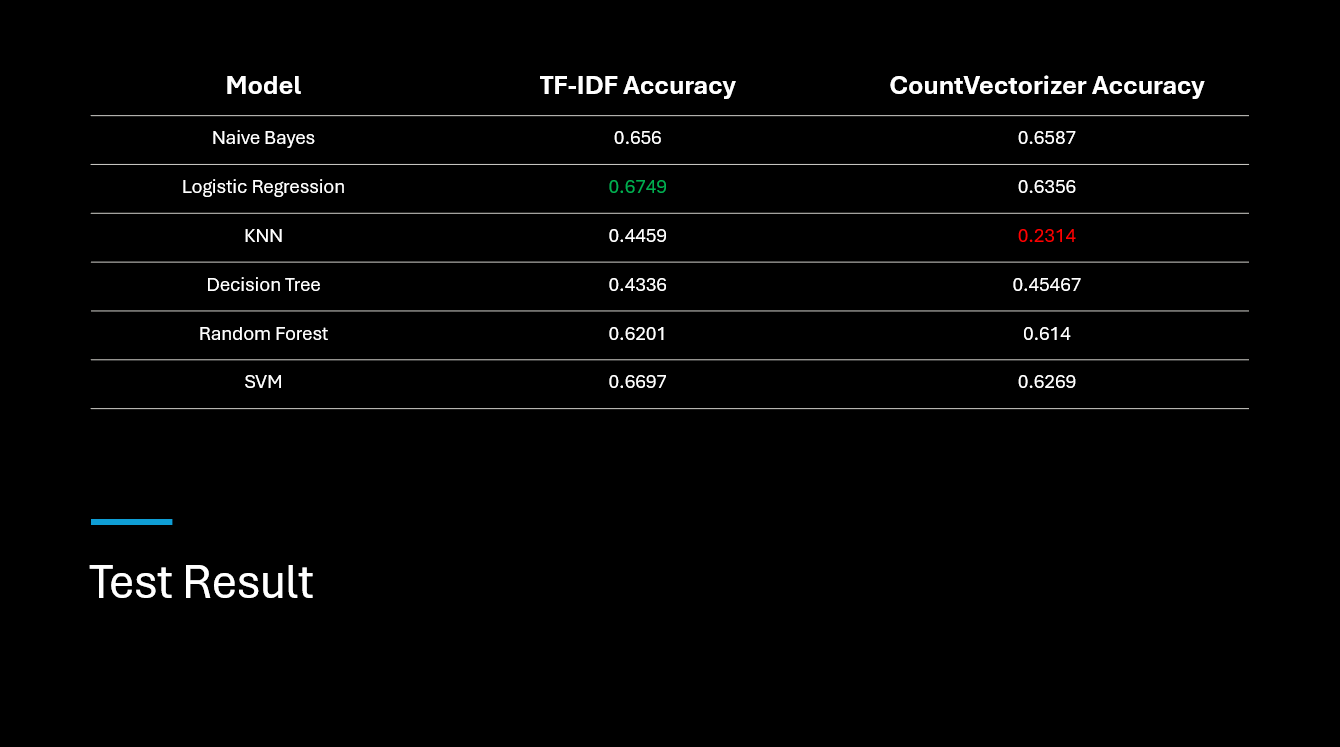 Model TF-IDF Accuracy CountVectorizer Accuracy
Naive Bayes 0.656 0.6587
Logistic Regression 0.6749 0.6356
KNN 0.4459 0.2314
Decision Tree 0.4336 0.45467
Random Forest 0.6201 0.614
SVM 0.6697 0.6269
Test Result